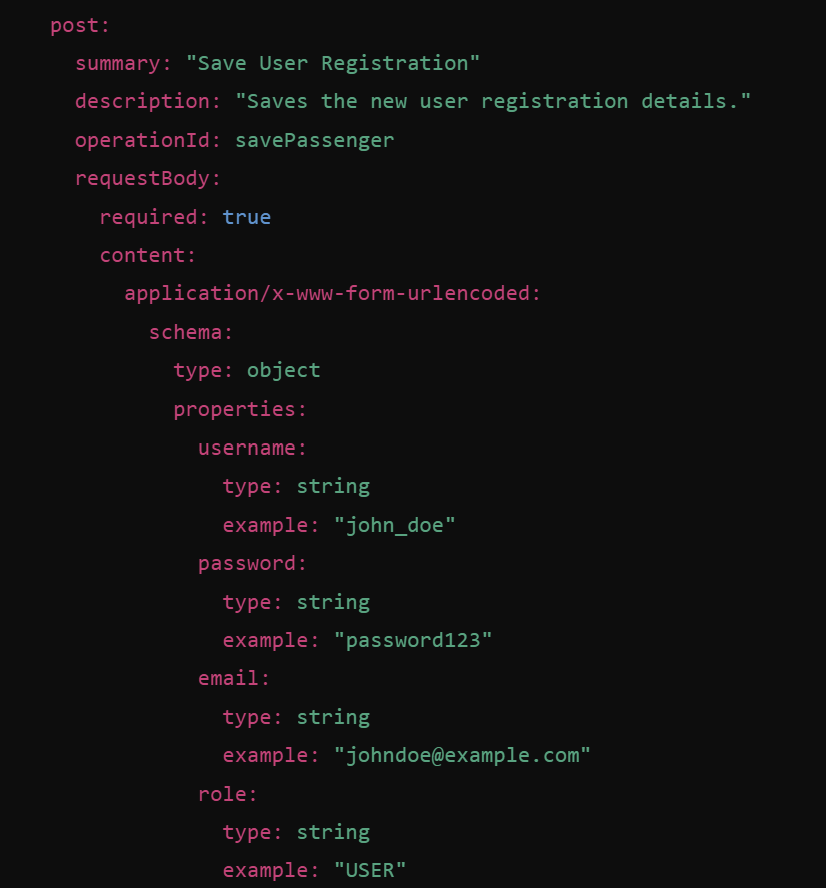 post:
summary: "Save User Registration"
description: "Saves the new user registration details."
operationId: savePassenger
requestBody:
required: true
content:
application/x-www-form-urlencoded:
schema:
type: object
properties:
username:
type: string
example: "john_doe"
password:
type: string
example: "password123"
email:
type: string
example: "johndoe@example.com"
role:
type: string
example: "USER"